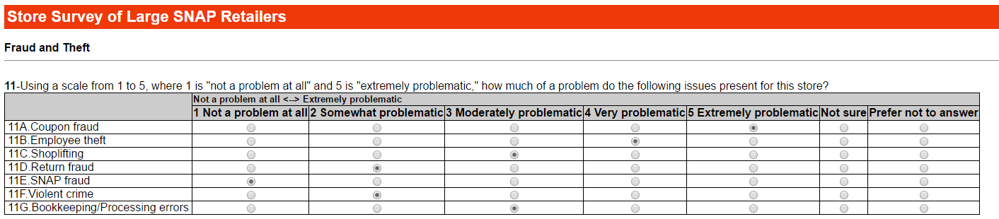 Store Survey of Large SNAP Retailers
Fraud and Theft
11-Using a scale from 1 to 5, where 1 is "not a problem at all" and 5 is "extremely problematic," how much of a problem do the following issues present for this store?
Not a problem at all <--> Extremely problematic
1 Not a problem at all 2 Somewhat problematic 3 Moderately problematic 4 Very problematic 5 Extremely problematic Not sure Prefer not to answer
11A.Coupon fraud
11B.Employee theft
11C.Shoplifting
11D.Return fraud
11E.SNAP fraud
11F.Violent crime
11G.Bookkeeping/Processing errors